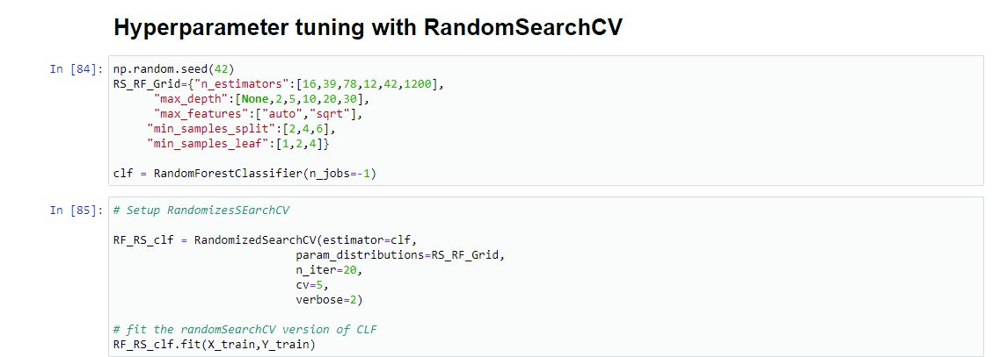 Hyperparameter tuning with RandomSearchCV
In [84]: np.random.seed(42)
RS_RF_Grid={"n_estimators":[16,39,78,12,42,1200],
"max_depth":[None,2,5,10,20,30],
"max_features":["auto","sqrt"],
"min_samples_split":[2,4,6],
"min_samples_leaf":[1,2,4]}
clf = RandomForestClassifier(n_jobs=-1)
In [85]: # Setup RandomizesSEarchCV
RF_RS_clf = RandomizedSearchCV(estimator=clf,
param_distributions=RS_RF_Grid,
n_iter=20,
cv=5,
verbose=2)
# fit the randomSearchCV version of CLF
RF_RS_clf.fit(X_train,Y_train)